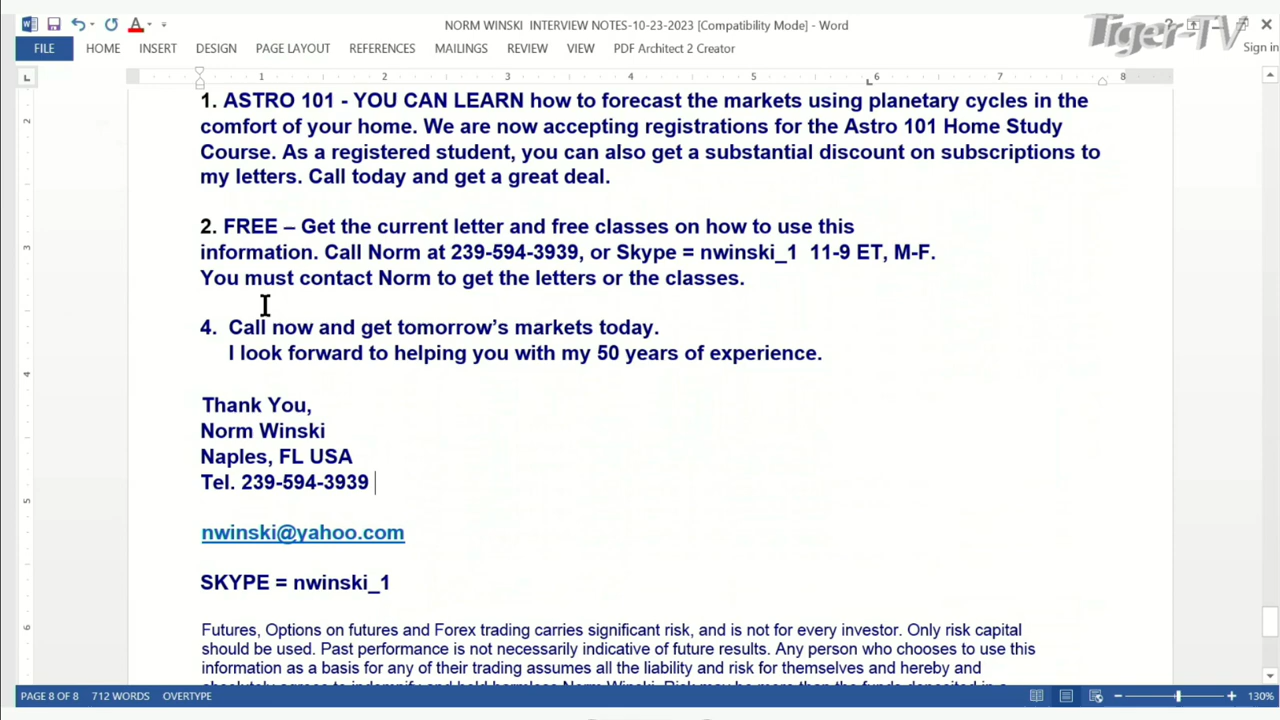 NORM WINSKI  INTERVIEW NOTES-10-23-2023 [Compatibility Mode] - Word
Tiger-TV
FILE HOME INSERT DESIGN PAGE LAYOUT REFERENCES MAILINGS REVIEW VIEW PDF Architect 2 Creator Sign in
1 2 3 4 5 6 7 8
1. ASTRO 101 - YOU CAN LEARN how to forecast the markets using planetary cycles in the
comfort of your home. We are now accepting registrations for the Astro 101 Home Study
Course. As a registered student, you can also get a substantial discount on subscriptions to
my letters. Call today and get a great deal.
2. FREE – Get the current letter and free classes on how to use this
information. Call Norm at 239-594-3939, or Skype = nwinski_1  11-9 ET, M-F.
You must contact Norm to get the letters or the classes.
4.  Call now and get tomorrow’s markets today.
I look forward to helping you with my 50 years of experience.
Thank You,
Norm Winski
Naples, FL USA
Tel. 239-594-3939
nwinski@yahoo.com
SKYPE = nwinski_1
Futures, Options on futures and Forex trading carries significant risk, and is not for every investor. Only risk capital
should be used. Past performance is not necessarily indicative of future results. Any person who chooses to use this
information as a basis for any of their trading assumes all the liability and risk for themselves and hereby and
PAGE 8 OF 8 712 WORDS OVERTYPE 130%